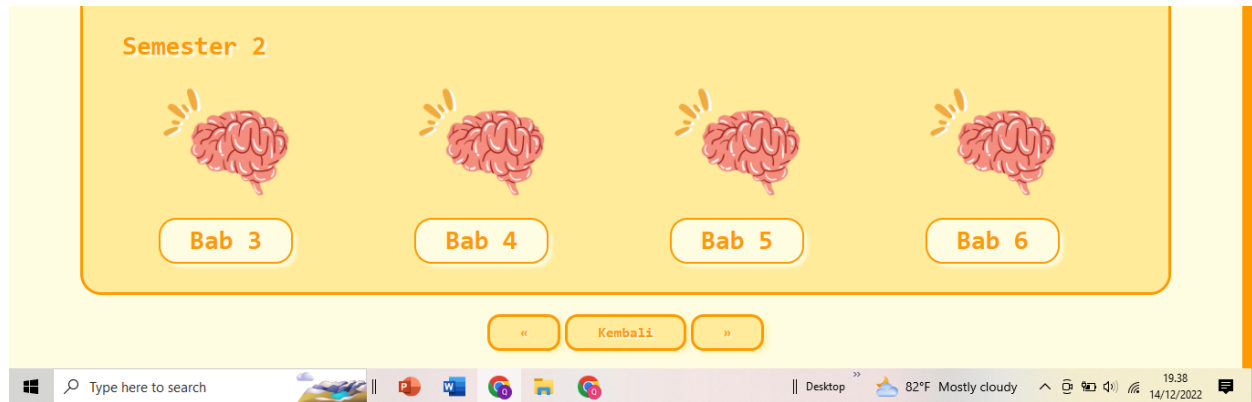 Semester 2
Bab 3 Bab 4 Bab 5 Bab 6
« Kembali »
Type here to search
Desktop » 82°F Mostly cloudy 19.38
14/12/2022